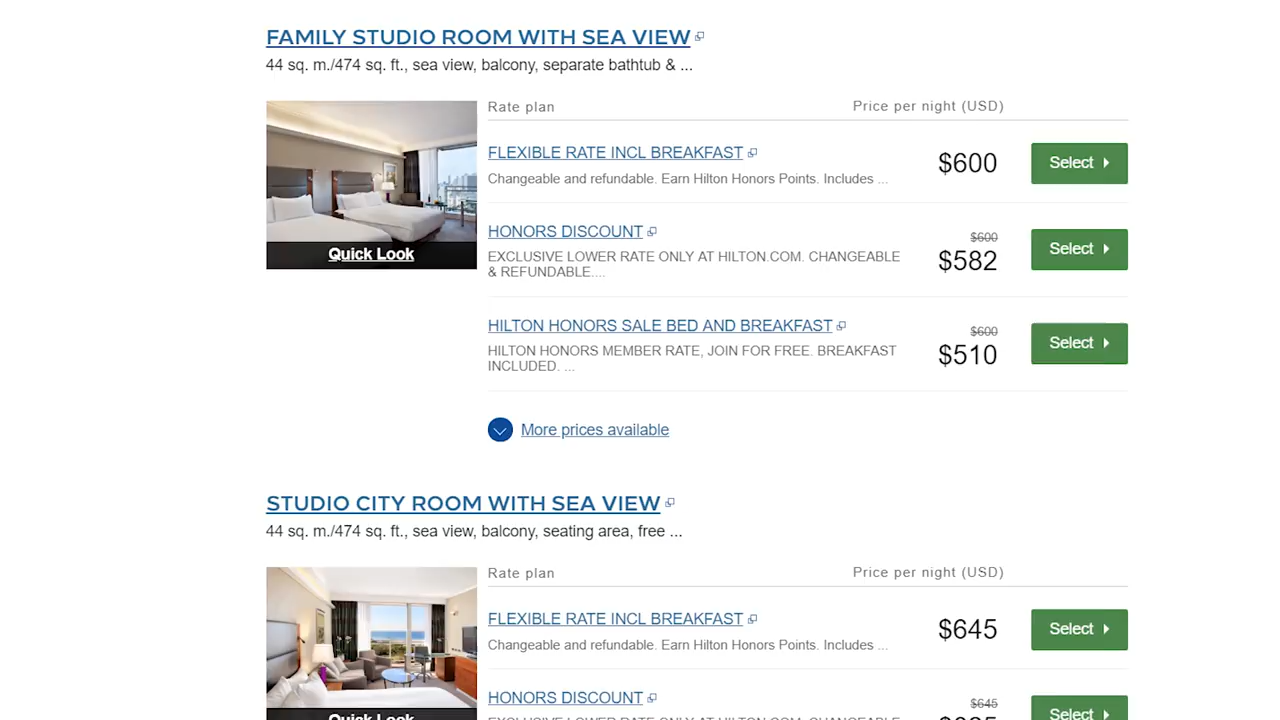 FAMILY STUDIO ROOM WITH SEA VIEW
44 sq. m./474 sq. ft., sea view, balcony, separate bathtub & ...
Rate plan Price per night (USD)
FLEXIBLE RATE INCL BREAKFAST
Changeable and refundable. Earn Hilton Honors Points. Includes ...
$600
Select
HONORS DISCOUNT
EXCLUSIVE LOWER RATE ONLY AT HILTON.COM. CHANGEABLE
& REFUNDABLE....
$600
$582
Select
Quick Look
HILTON HONORS SALE BED AND BREAKFAST
HILTON HONORS MEMBER RATE, JOIN FOR FREE. BREAKFAST
INCLUDED. ...
$600
$510
Select
More prices available
STUDIO CITY ROOM WITH SEA VIEW
44 sq. m./474 sq. ft., sea view, balcony, seating area, free ...
Rate plan Price per night (USD)
FLEXIBLE RATE INCL BREAKFAST
Changeable and refundable. Earn Hilton Honors Points. Includes ...
$645
Select
HONORS DISCOUNT
$645
Select
Quick Look